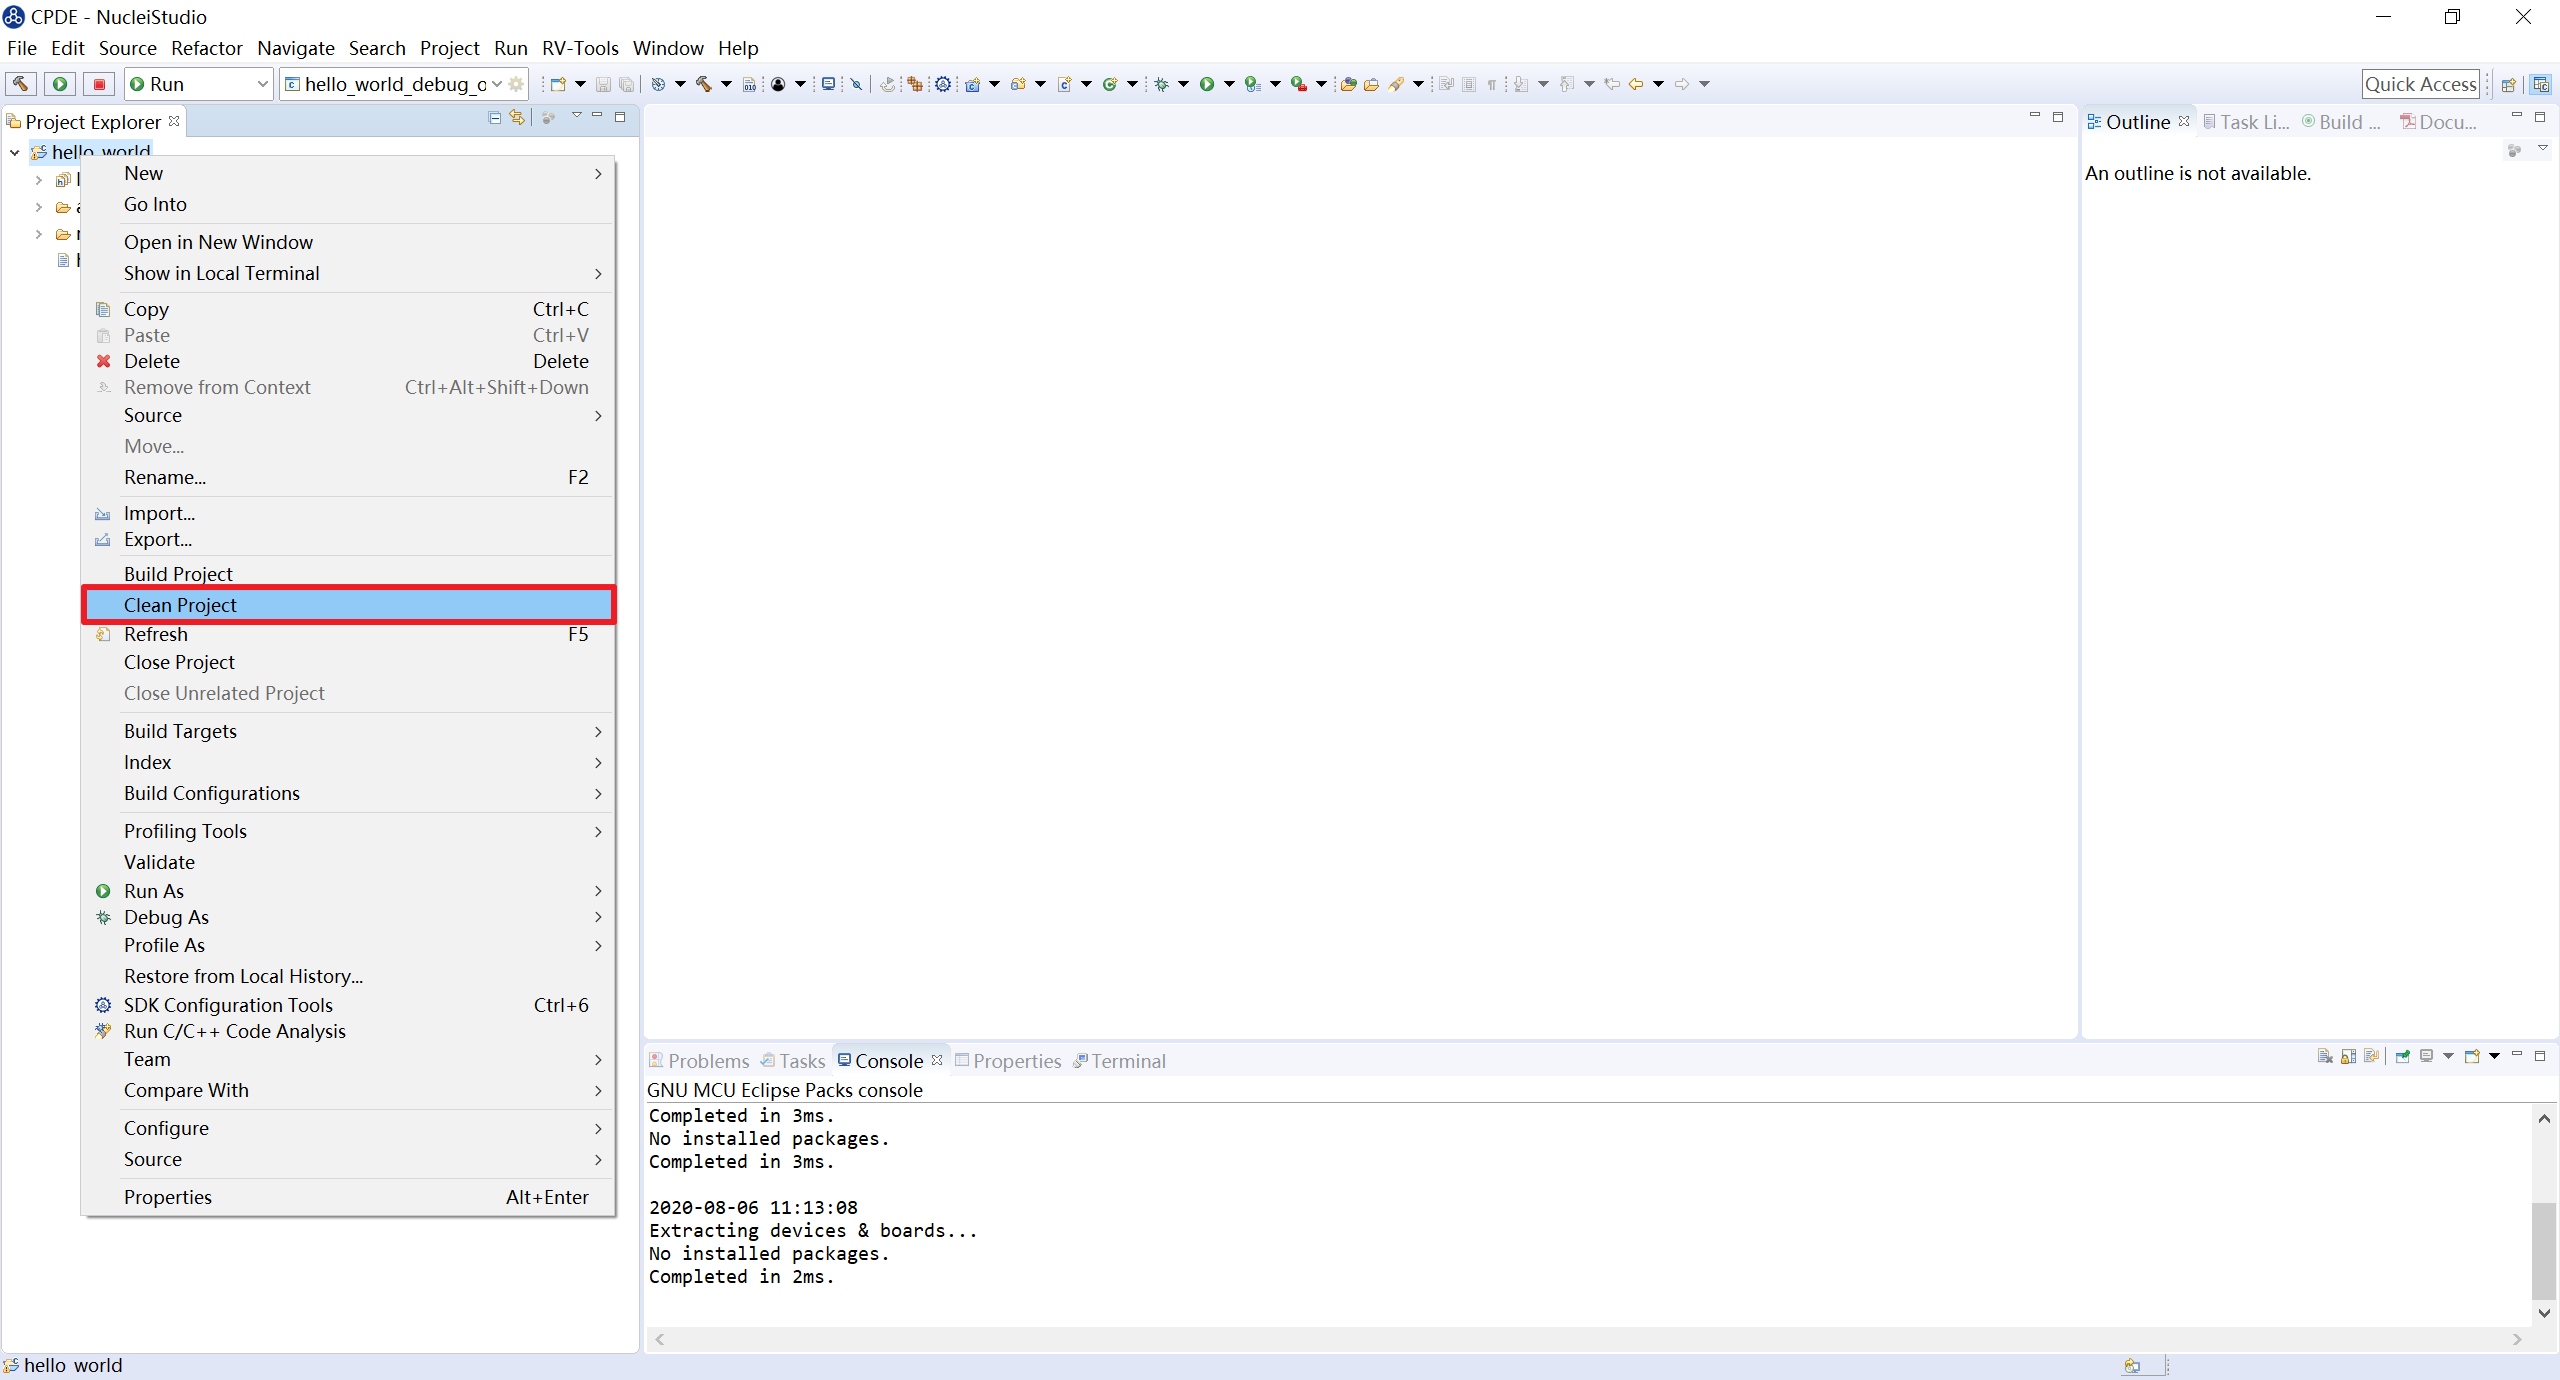 CPDE - NucleiStudio
File Edit Source Refactor Navigate Search Project Run RV-Tools Window Help
Run hello_world_debug_o Quick Access
Project Explorer
hello_world
New
Go Into
Open in New Window
Show in Local Terminal
Copy Ctrl+C
Paste Ctrl+V
Delete Delete
Remove from Context Ctrl+Alt+Shift+Down
Source
Move...
Rename... F2
Import...
Export...
Build Project
Clean Project
Refresh F5
Close Project
Close Unrelated Project
Build Targets
Index
Build Configurations
Profiling Tools
Validate
Run As
Debug As
Profile As
Restore from Local History...
SDK Configuration Tools Ctrl+6
Run C/C++ Code Analysis
Team
Compare With
Configure
Source
Properties Alt+Enter
Outline Task Li... Build ... Docu...
An outline is not available.
Problems Tasks Console Properties Terminal
GNU MCU Eclipse Packs console
Completed in 3ms.
No installed packages.
Completed in 3ms.
2020-08-06 11:13:08
Extracting devices & boards...
No installed packages.
Completed in 2ms.
hello_world